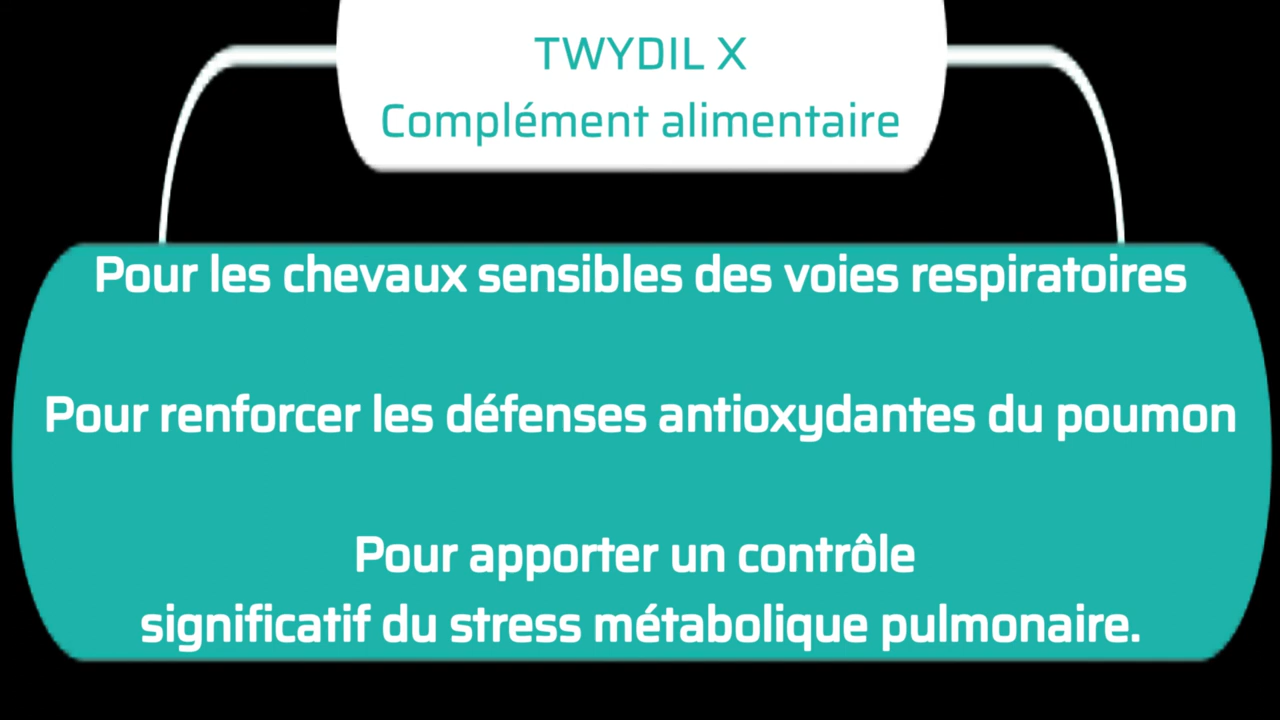 TWYDIL X
Complément alimentaire
Pour les chevaux sensibles des voies respiratoires
Pour renforcer les défenses antioxydantes du poumon
Pour apporter un contrôle
significatif du stress métabolique pulmonaire.